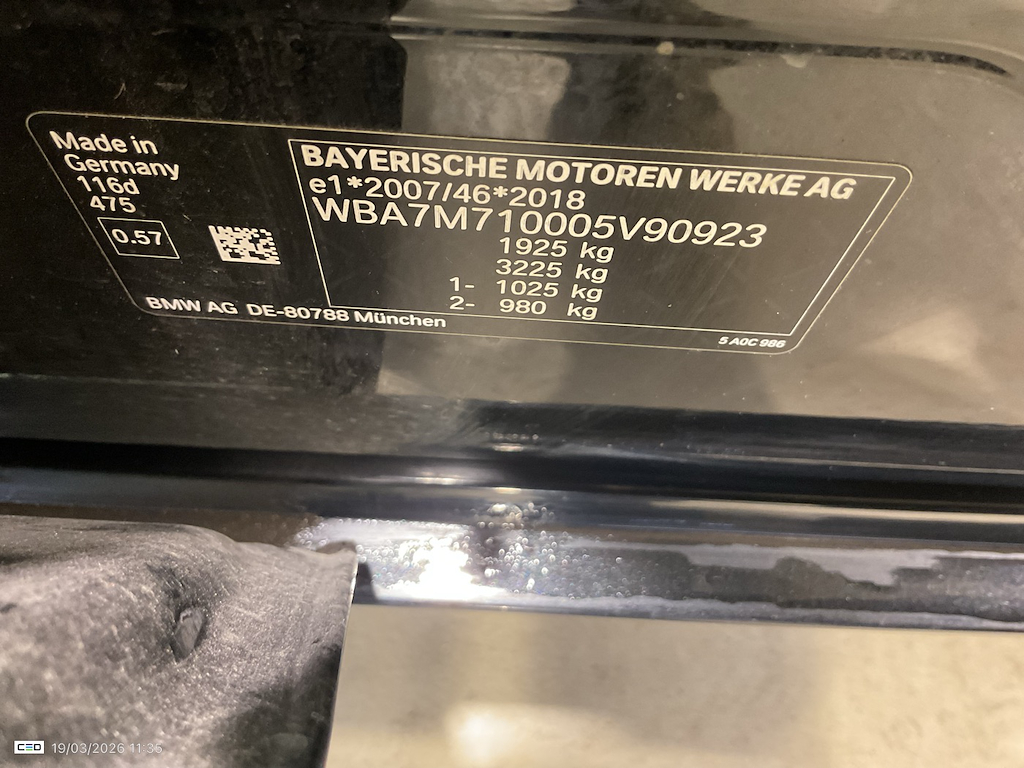 Made in
Germany
116d
475
0.57
BMW AG DE-80788 München
BAYERISCHE MOTOREN WERKE AG
e1*2007/46*2018
WBA7M710005V90923
1925 kg
3225 kg
1- 1025 kg
2- 980 kg
5 A0C 986
CEO 19/03/2026 11:35